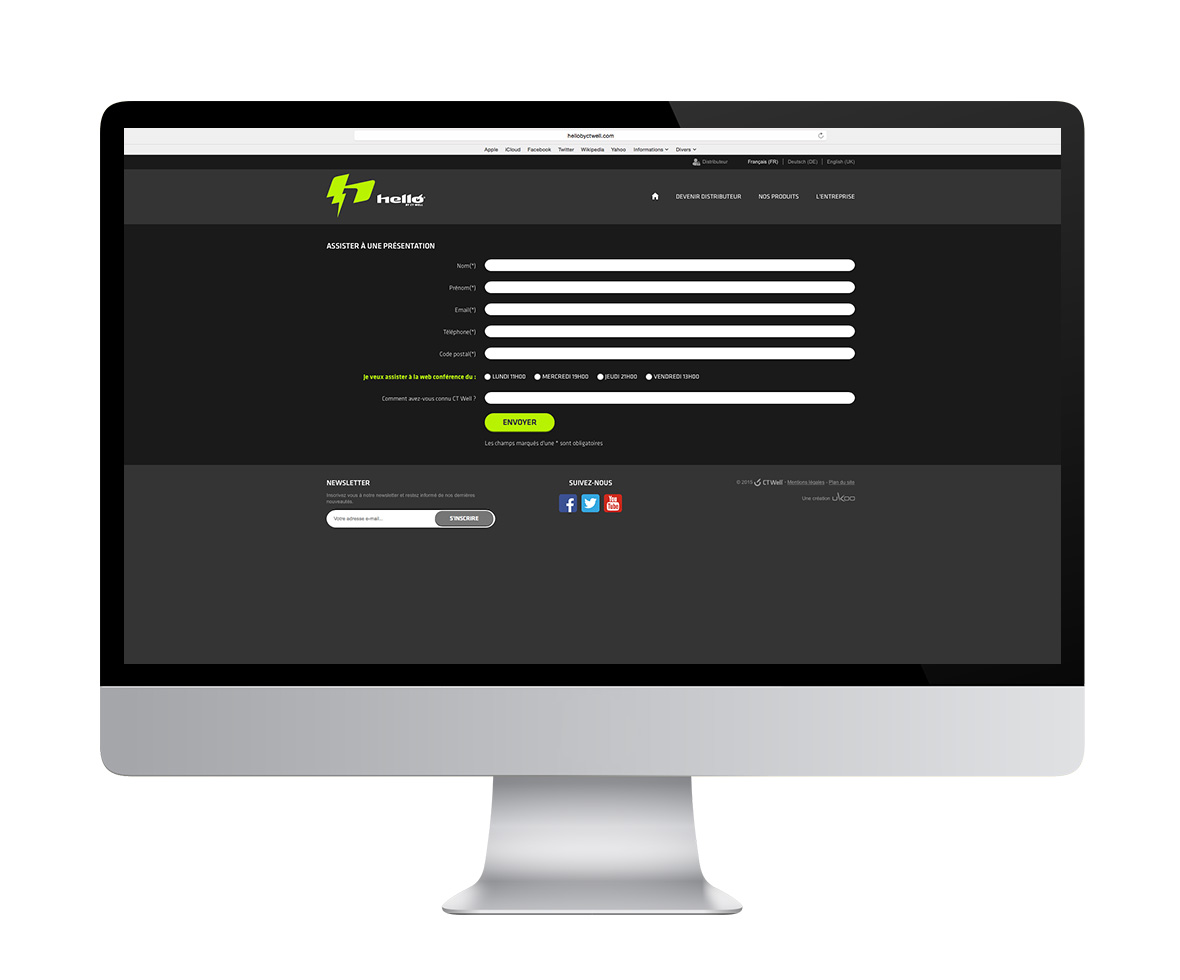 hellobyctwell.com
Apple iCloud Facebook Twitter Wikipedia Yahoo Informations Divers
Distributeur Français (FR) | Deutsch (DE) | English (UK)
hello
BY CT WELL
DEVENIR DISTRIBUTEUR NOS PRODUITS L'ENTREPRISE
ASSISTER À UNE PRÉSENTATION
Nom(*)
Prénom(*)
Email(*)
Téléphone(*)
Code postal(*)
Je veux assister à la web conférence du : LUNDI 11H00 MERCREDI 19H00 JEUDI 21H00 VENDREDI 13H00
Comment avez-vous connu CT Well ?
ENVOYER
Les champs marqués d'une * sont obligatoires
NEWSLETTER
Inscrivez vous à notre newsletter et restez informé de nos dernières
nouveautés.
Votre adresse e-mail... S'INSCRIRE
SUIVEZ-NOUS
f
You
Tube
© 2015 CT Well - Mentions légales - Plan du site
Une création ukoo